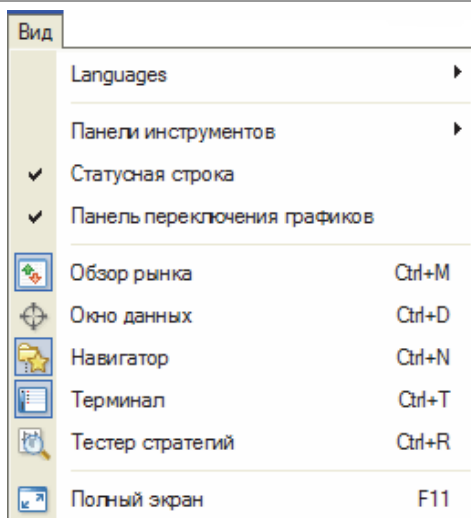 Вид
Languages
Панели инструментов
Статусная строка
Панель переключения графиков
Обзор рынка Ctrl+M
Окно данных Ctrl+D
Навигатор Ctrl+N
Терминал Ctrl+T
Тестер стратегий Ctrl+R
Полный экран F11